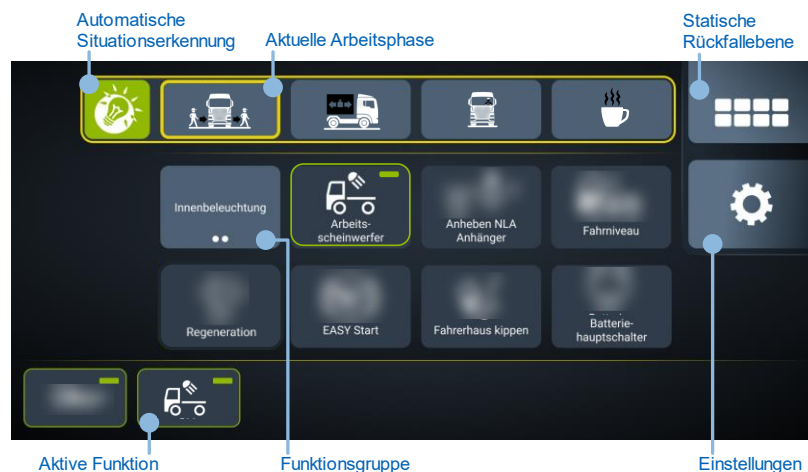 Automatische
Situationserkennung
Aktuelle Arbeitsphase
Statische
Rückfallebene
Innenbeleuchtung
Arbeits-
scheinwerfer
Anheben NLA
Anhänger
Fahrniveau
Regeneration
EASY Start
Fahrerhaus kippen
Batterie-
hauptschalter
Aktive Funktion
Funktionsgruppe
Einstellungen